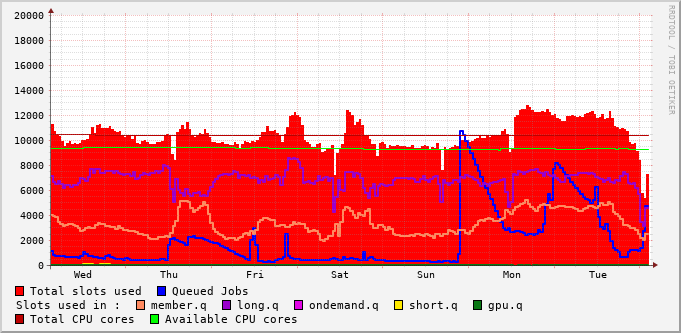 RRDTOOL / TOBI OETIKER
20000
18000
16000
14000
12000
10000
8000
6000
4000
2000
0
Wed Thu Fri Sat Sun Mon Tue
Total slots used Queued Jobs
Slots used in : member.q long.q ondemand.q short.q gpu.q
Total CPU cores Available CPU cores